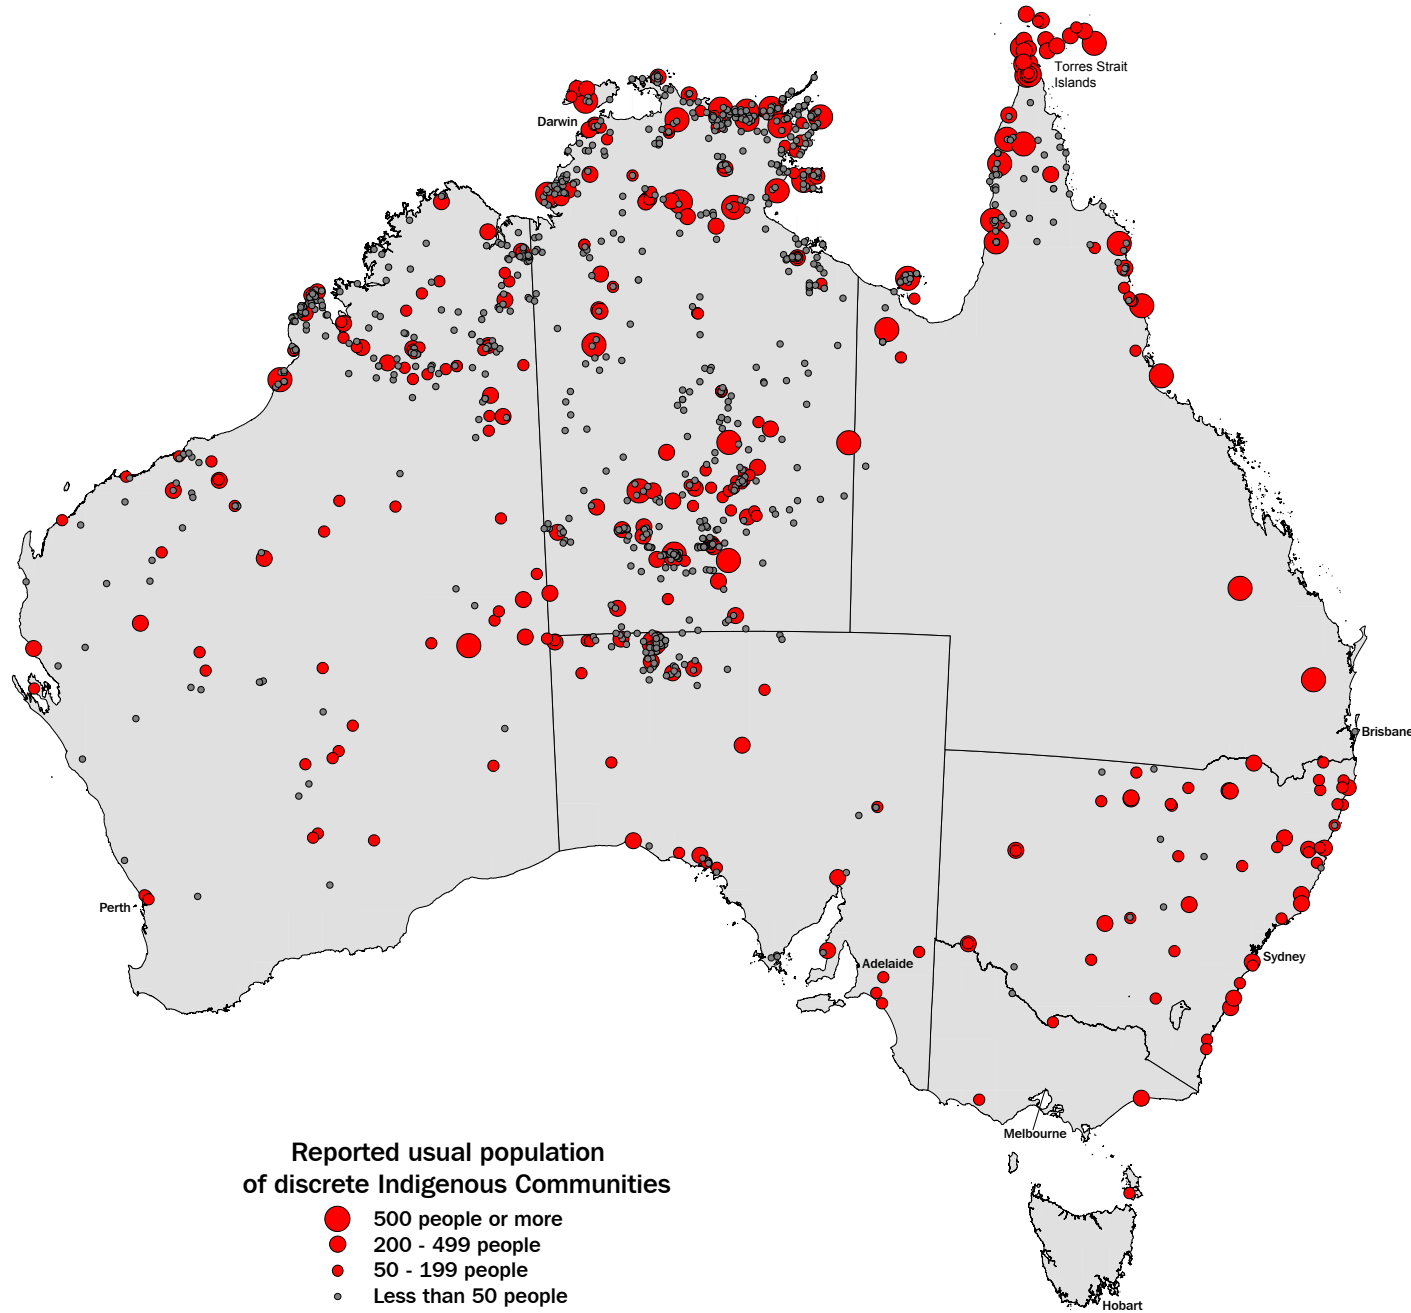 Torres Strait
Islands
Darwin
Brisbane
Perth
Adelaide
Sydney
Melbourne
Hobart
Reported usual population
of discrete Indigenous Communities
500 people or more
200 - 499 people
50 - 199 people
Less than 50 people